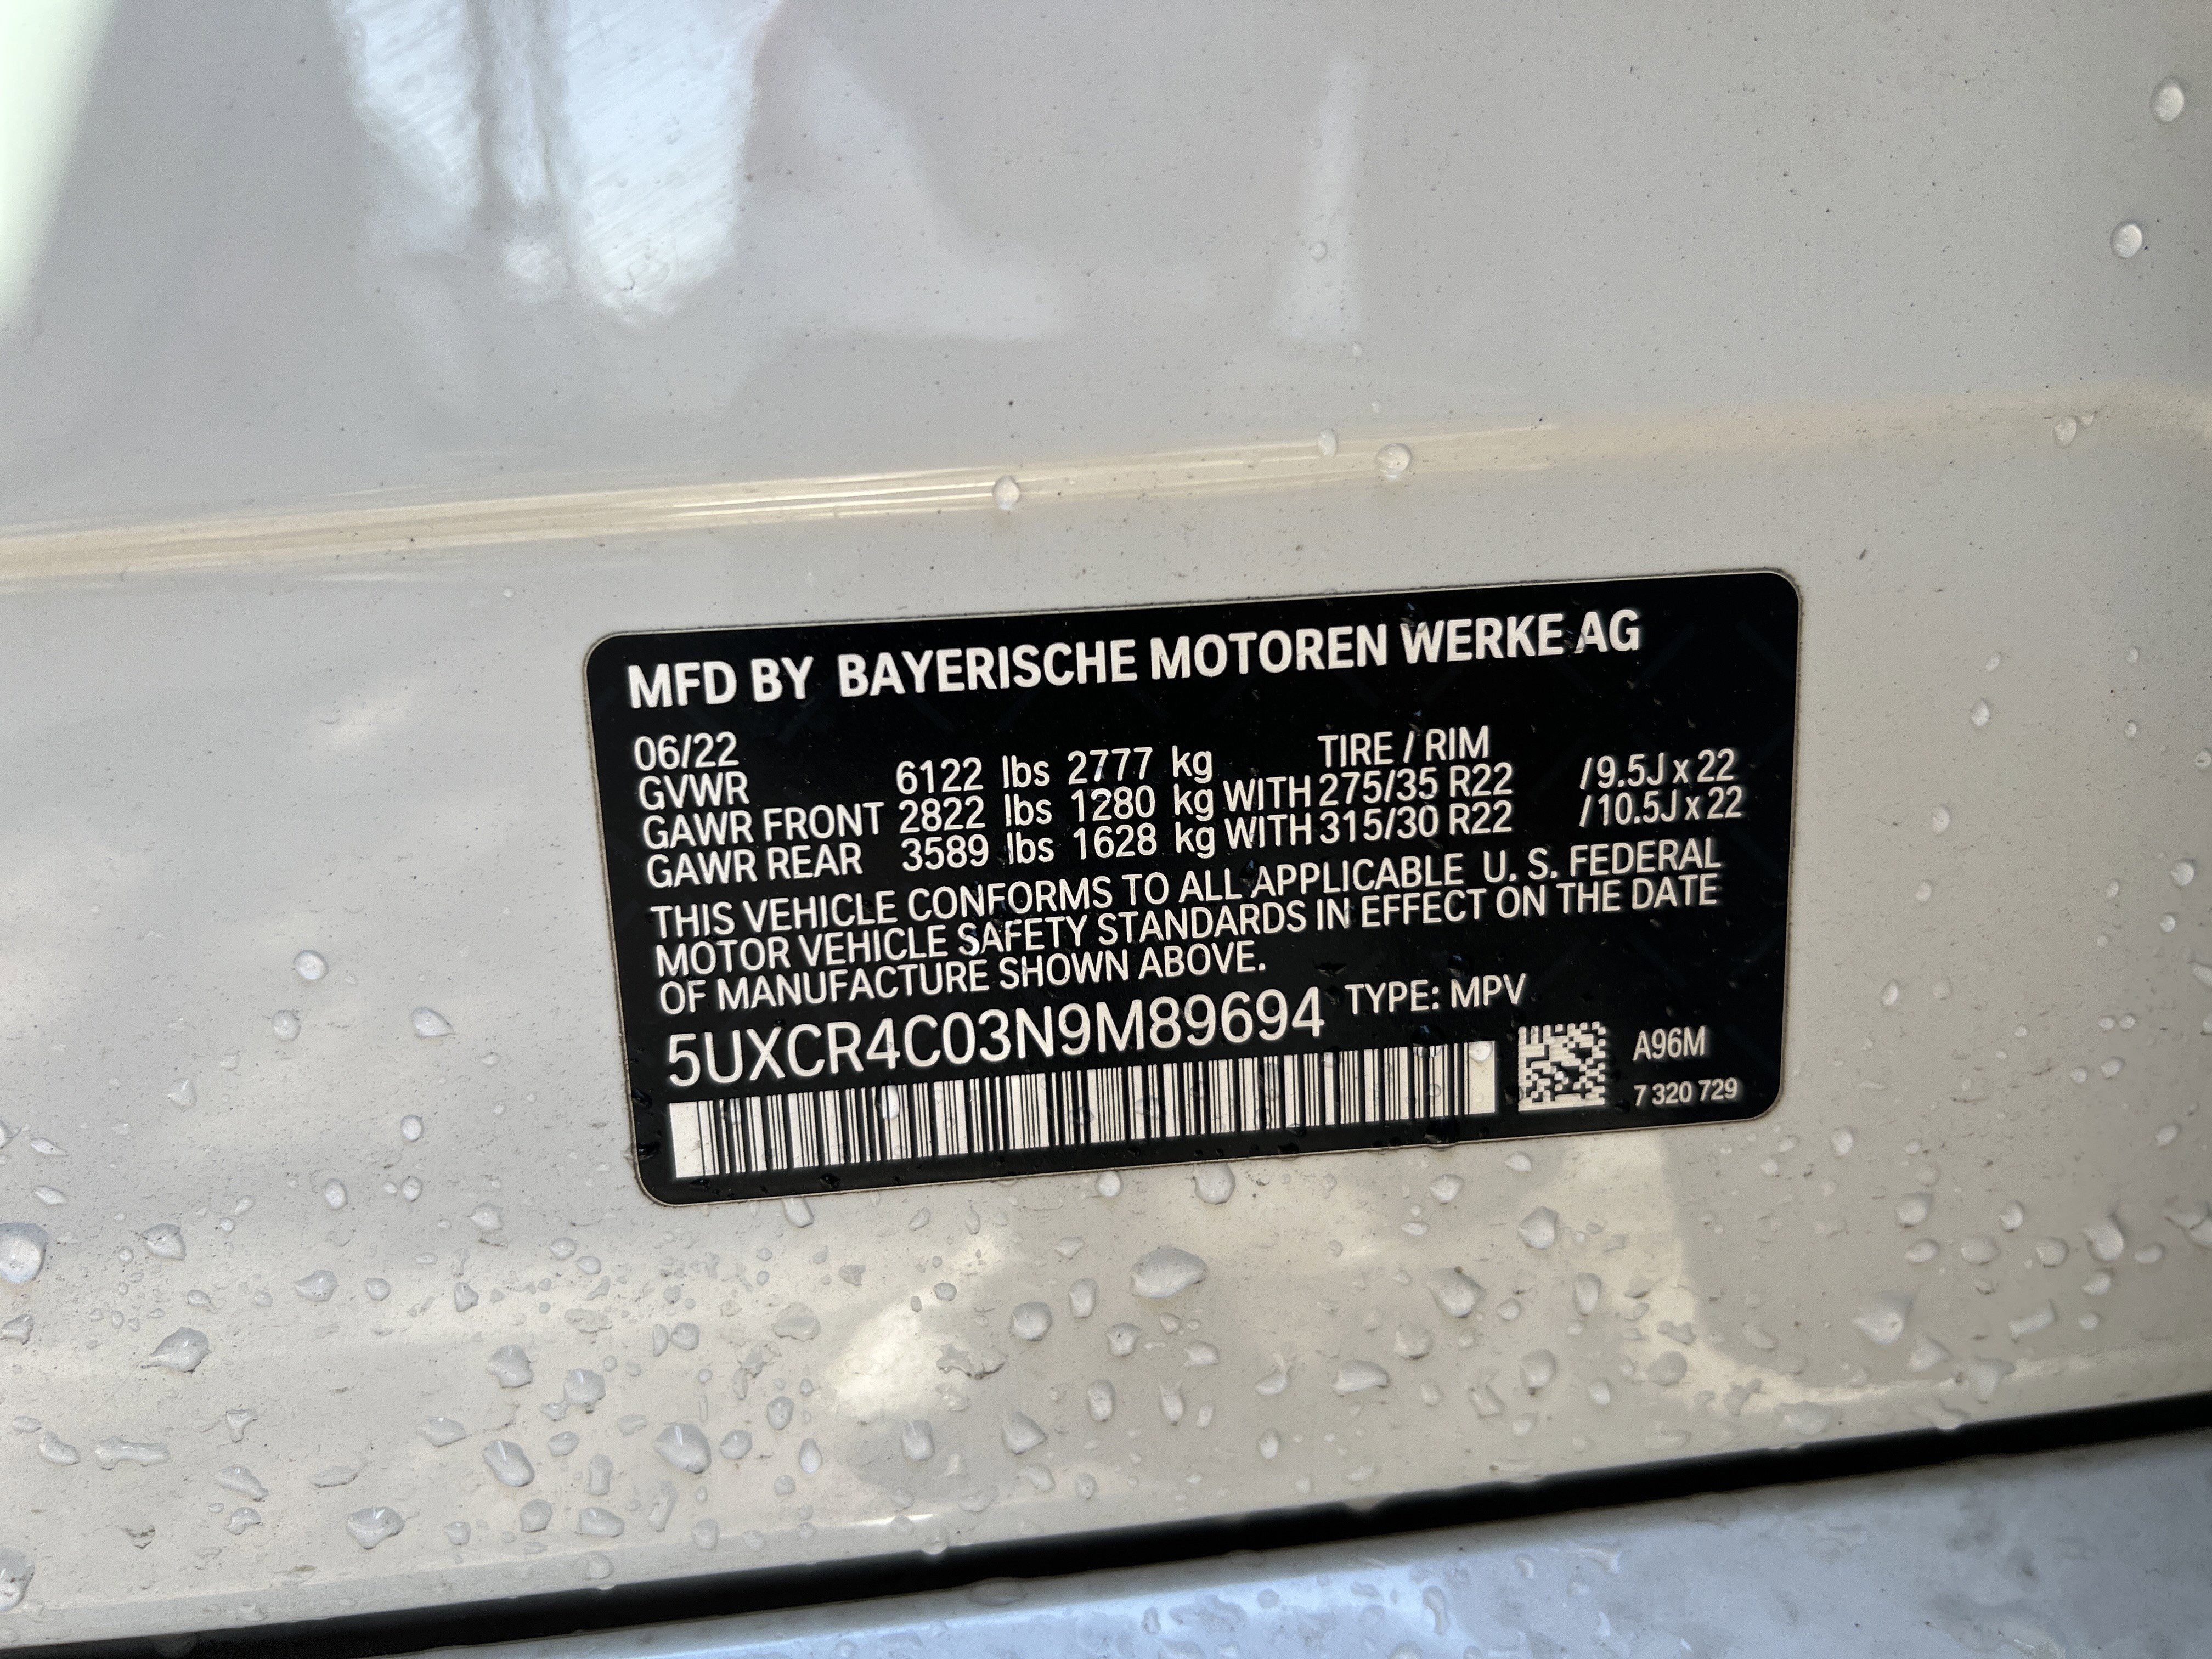 MFD BY BAYERISCHE MOTOREN WERKE AG
06/22 TIRE / RIM
GVWR 6122 lbs 2777 kg
GAWR FRONT 2822 lbs 1280 kg WITH 275/35 R22 /9.5J x 22
GAWR REAR 3589 lbs 1628 kg WITH 315/30 R22 /10.5J x 22
THIS VEHICLE CONFORMS TO ALL APPLICABLE U. S. FEDERAL
MOTOR VEHICLE SAFETY STANDARDS IN EFFECT ON THE DATE
OF MANUFACTURE SHOWN ABOVE.
5UXCR4C03N9M89694 TYPE: MPV
A96M
7 320 729